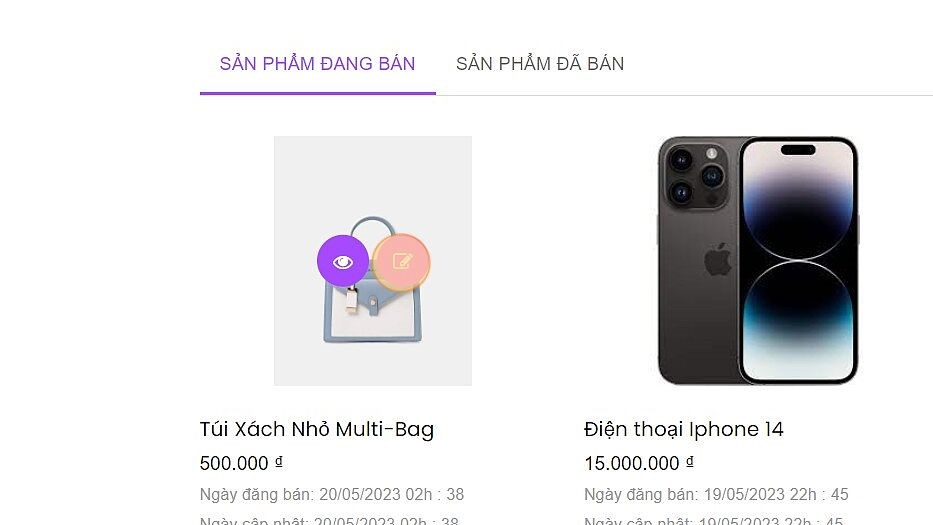 SẢN PHẨM ĐANG BÁN SẢN PHẨM ĐÃ BÁN
Túi Xách Nhỏ Multi-Bag
500.000 ₫
Ngày đăng bán: 20/05/2023 02h : 38
Ngày cập nhật: 20/05/2023 02h : 38
Điện thoại Iphone 14
15.000.000 ₫
Ngày đăng bán: 19/05/2023 22h : 45
Ngày cập nhật: 19/05/2023 22h : 45